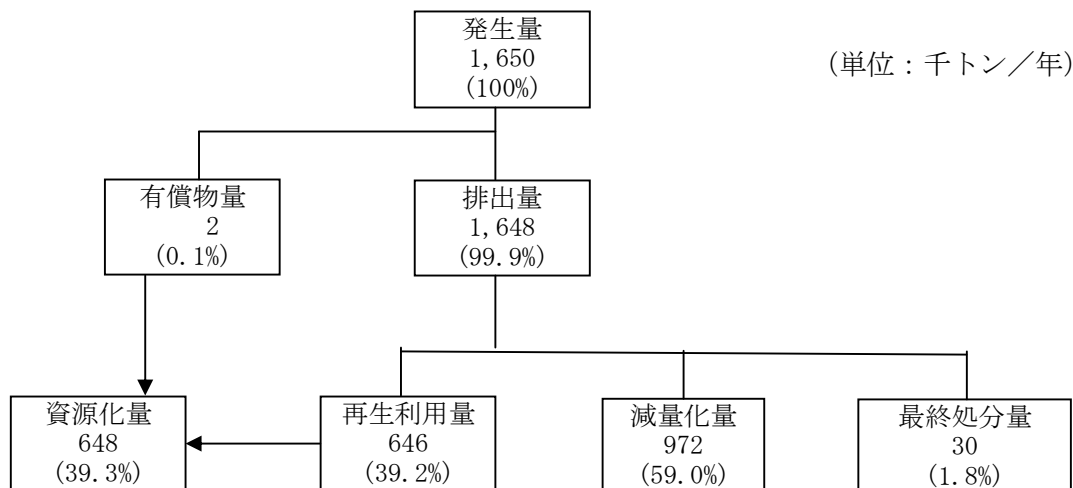 発生量
1,650
(100%)
(単位：千トン／年)
有償物量
2
(0.1%)
排出量
1,648
(99.9%)
資源化量
648
(39.3%)
再生利用量
646
(39.2%)
減量化量
972
(59.0%)
最終処分量
30
(1.8%)